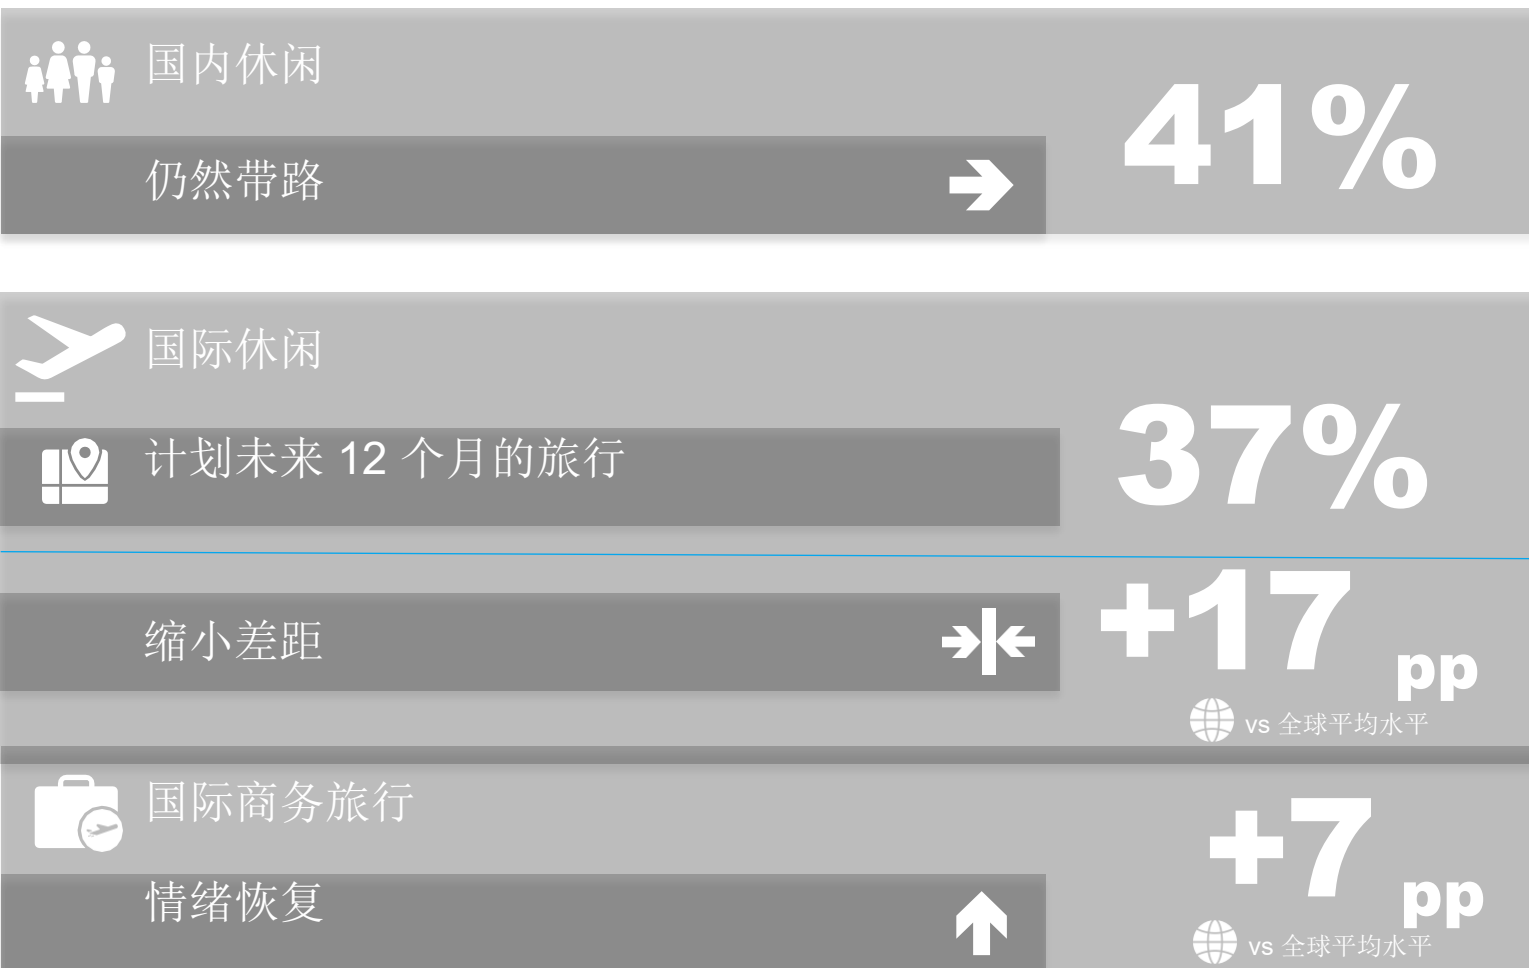 国内休闲
41%
仍然带路
国际休闲
计划未来 12 个月的旅行
37%
缩小差距
+17 pp
vs 全球平均水平
国际商务旅行
+7 pp
情绪恢复
vs 全球平均水平